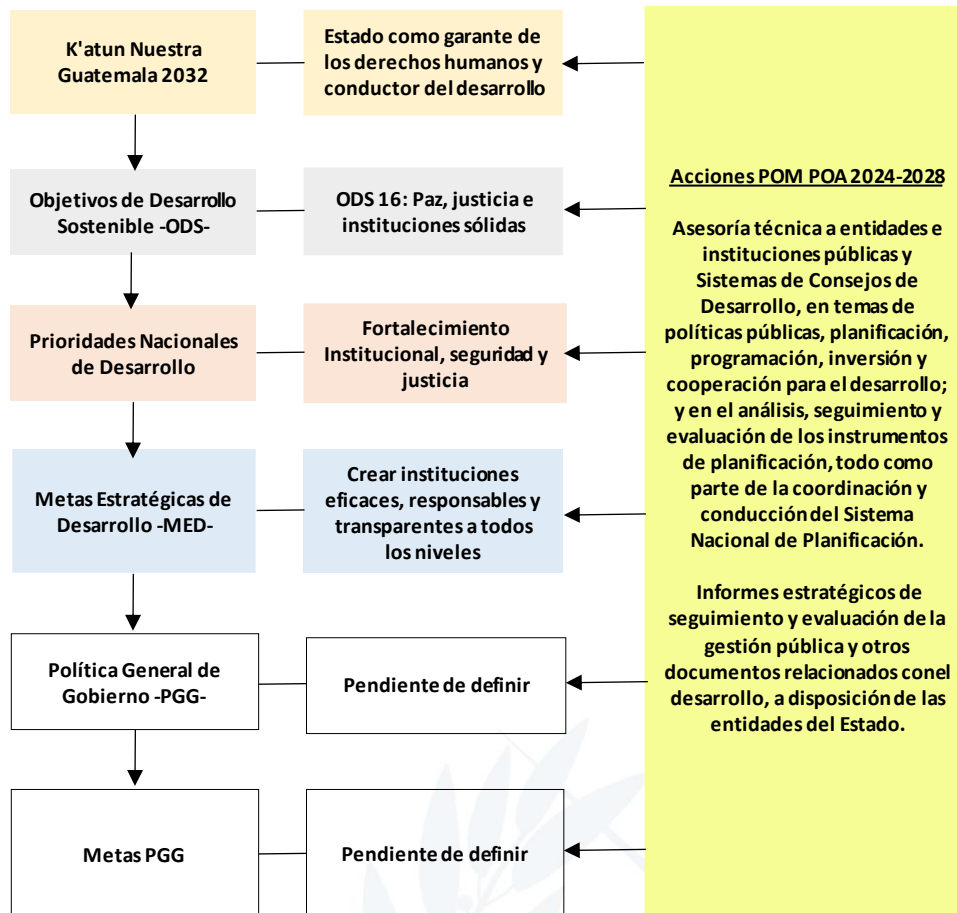 K'atun Nuestra
Guatemala 2032
Estado como garante de
los derechos humanos y
conductor del desarrollo
Objetivos de Desarrollo
Sostenible -ODS-
ODS 16: Paz, justicia e
instituciones sólidas
Prioridades Nacionales
de Desarrollo
Fortalecimiento
Institucional, seguridad y
justicia
Metas Estratégicas de
Desarrollo -MED-
Crear instituciones
eficaces, responsables y
transparentes a todos
los niveles
Política General de
Gobierno -PGG-
Pendiente de definir
Metas PGG
Pendiente de definir
Acciones POM POA 2024-2028
Asesoría técnica a entidades e
instituciones públicas y
Sistemas de Consejos de
Desarrollo, en temas de
políticas públicas, planificación,
programación, inversión y
cooperación para el desarrollo;
y en el análisis, seguimiento y
evaluación de los instrumentos
de planificación, todo como
parte de la coordinación y
conducción del Sistema
Nacional de Planificación.
Informes estratégicos de
seguimiento y evaluación de la
gestión pública y otros
documentos relacionados conel
desarrollo, a disposición de las
entidades del Estado.